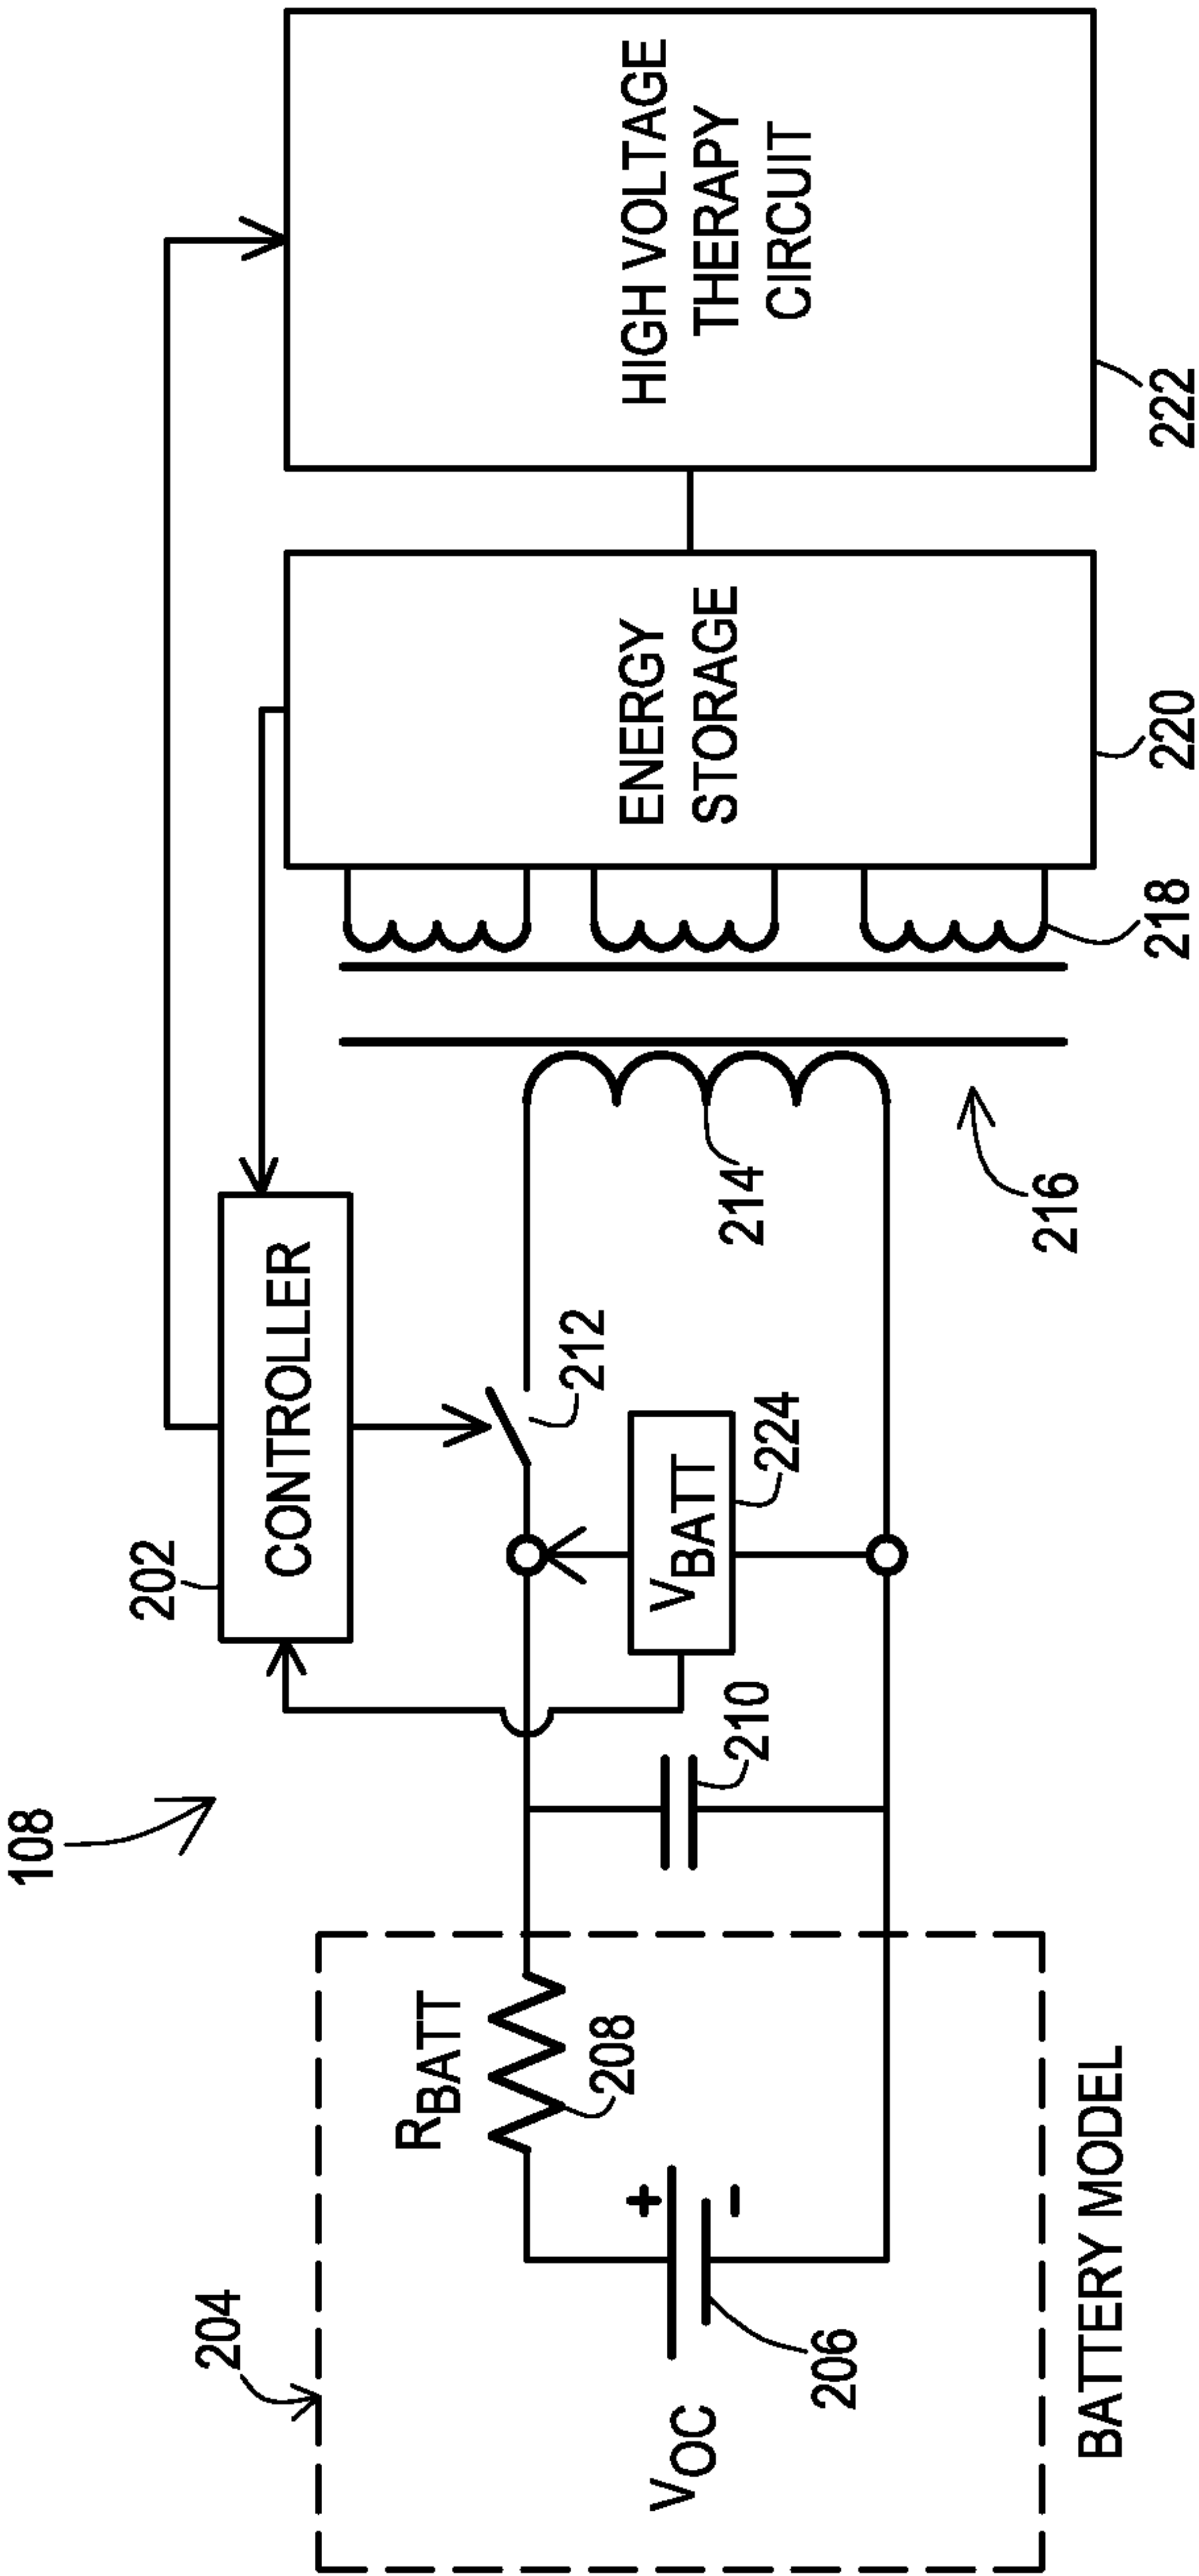 108
204
BATTERY MODEL
VOC
206
RBATT
208
210
202
CONTROLLER
VBATT
224
212
214
216
218
ENERGY
STORAGE
220
HIGH VOLTAGE
THERAPY
CIRCUIT
222
+
-